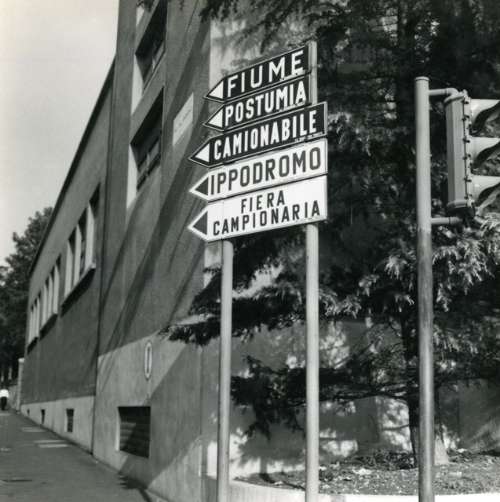 FIUME
POSTUMIA
CAMIONABILE
IPPODROMO
FIERA
CAMPIONARIA